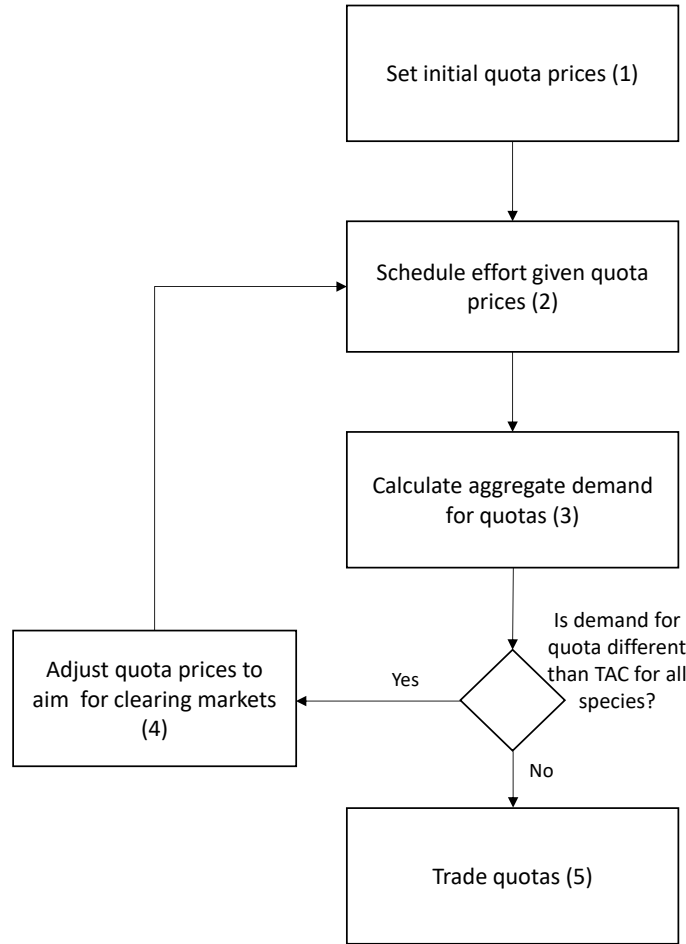 Set initial quota prices (1)
Schedule effort given quota
prices (2)
Calculate aggregate demand
for quotas (3)
Is demand for
quota different
than TAC for all
species?
Yes
Adjust quota prices to
aim for clearing markets
(4)
No
Trade quotas (5)